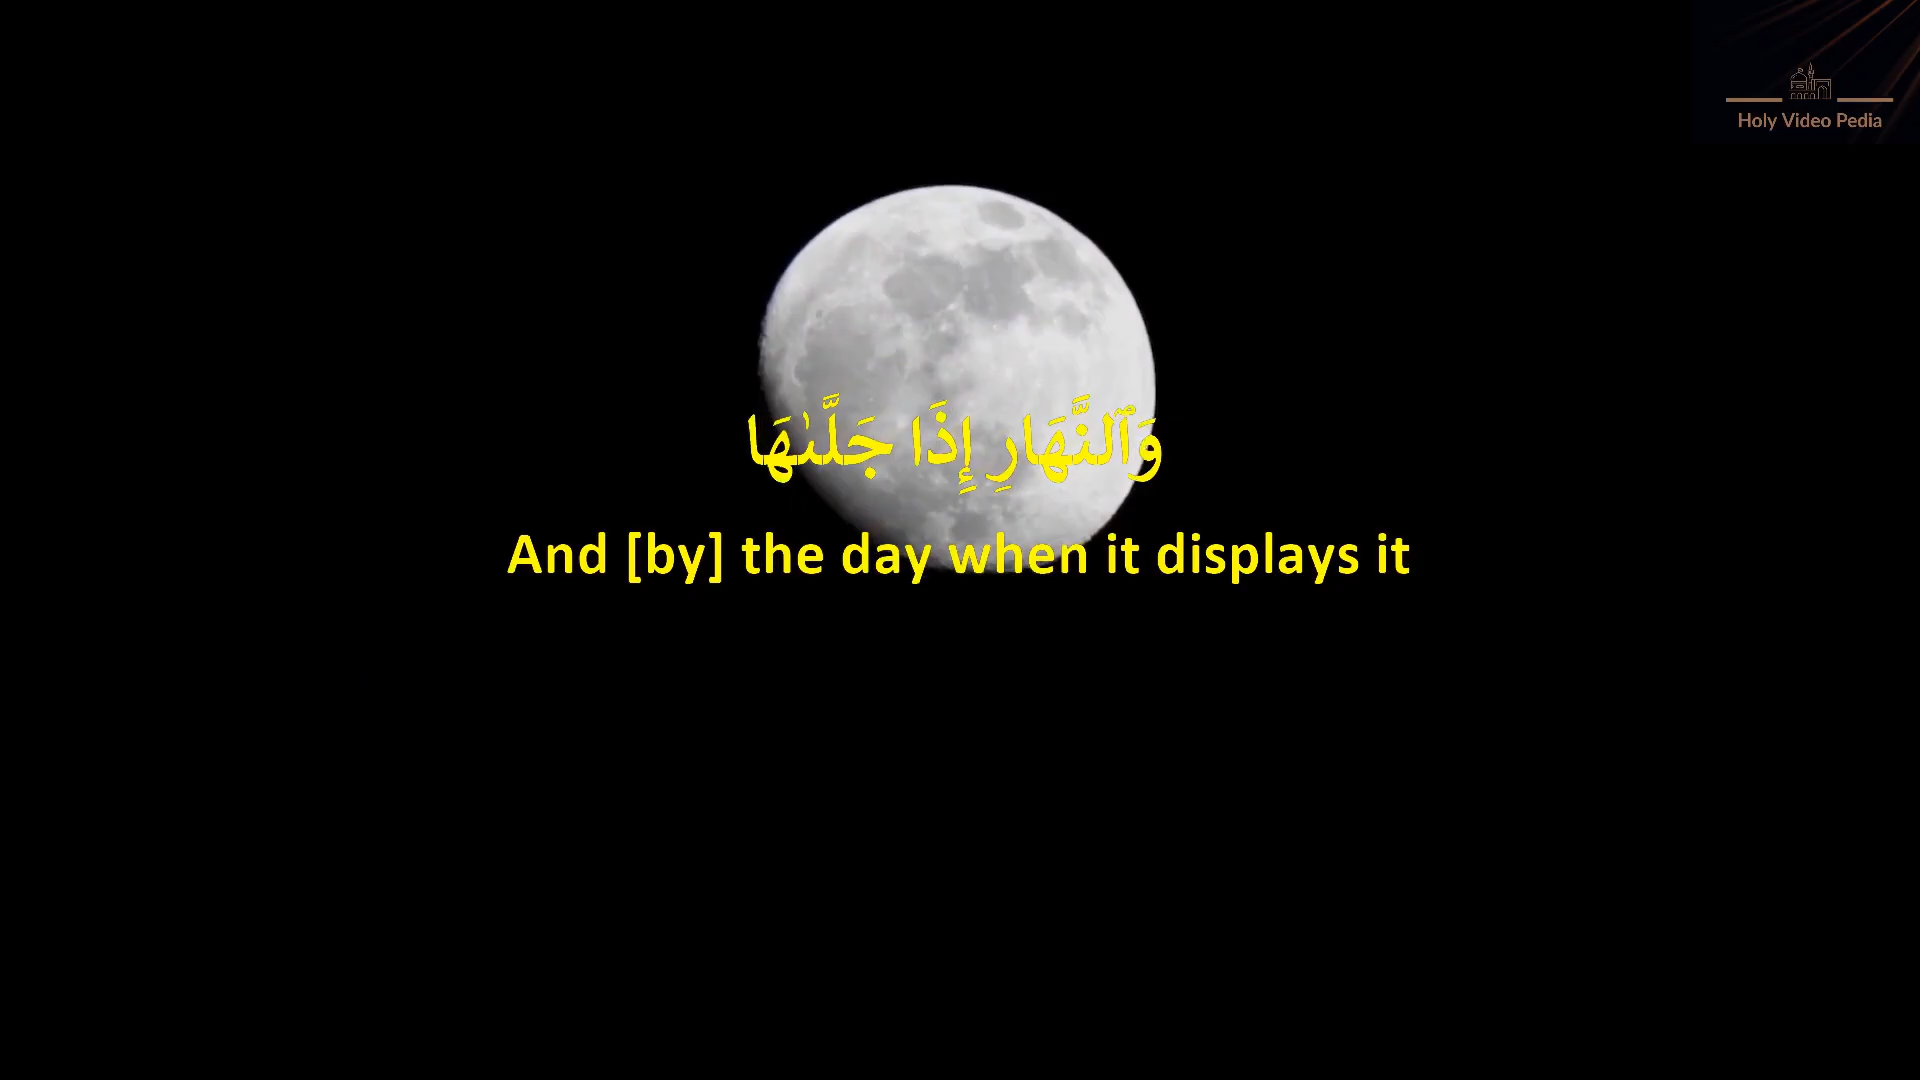 Holy Video Pedia
وَٱلنَّهَارِ إِذَا جَلَّىٰهَا
And [by] the day when it displays it